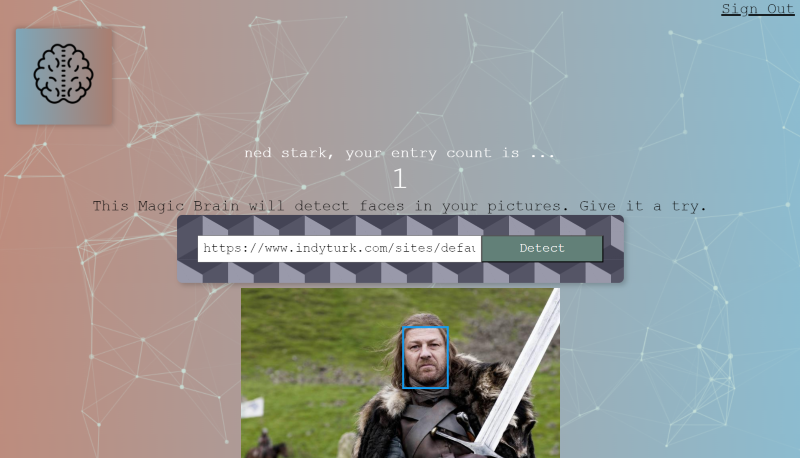 Sign Out
ned stark, your entry count is ...
1
This Magic Brain will detect faces in your pictures. Give it a try.
https://www.indyturk.com/sites/defau
Detect